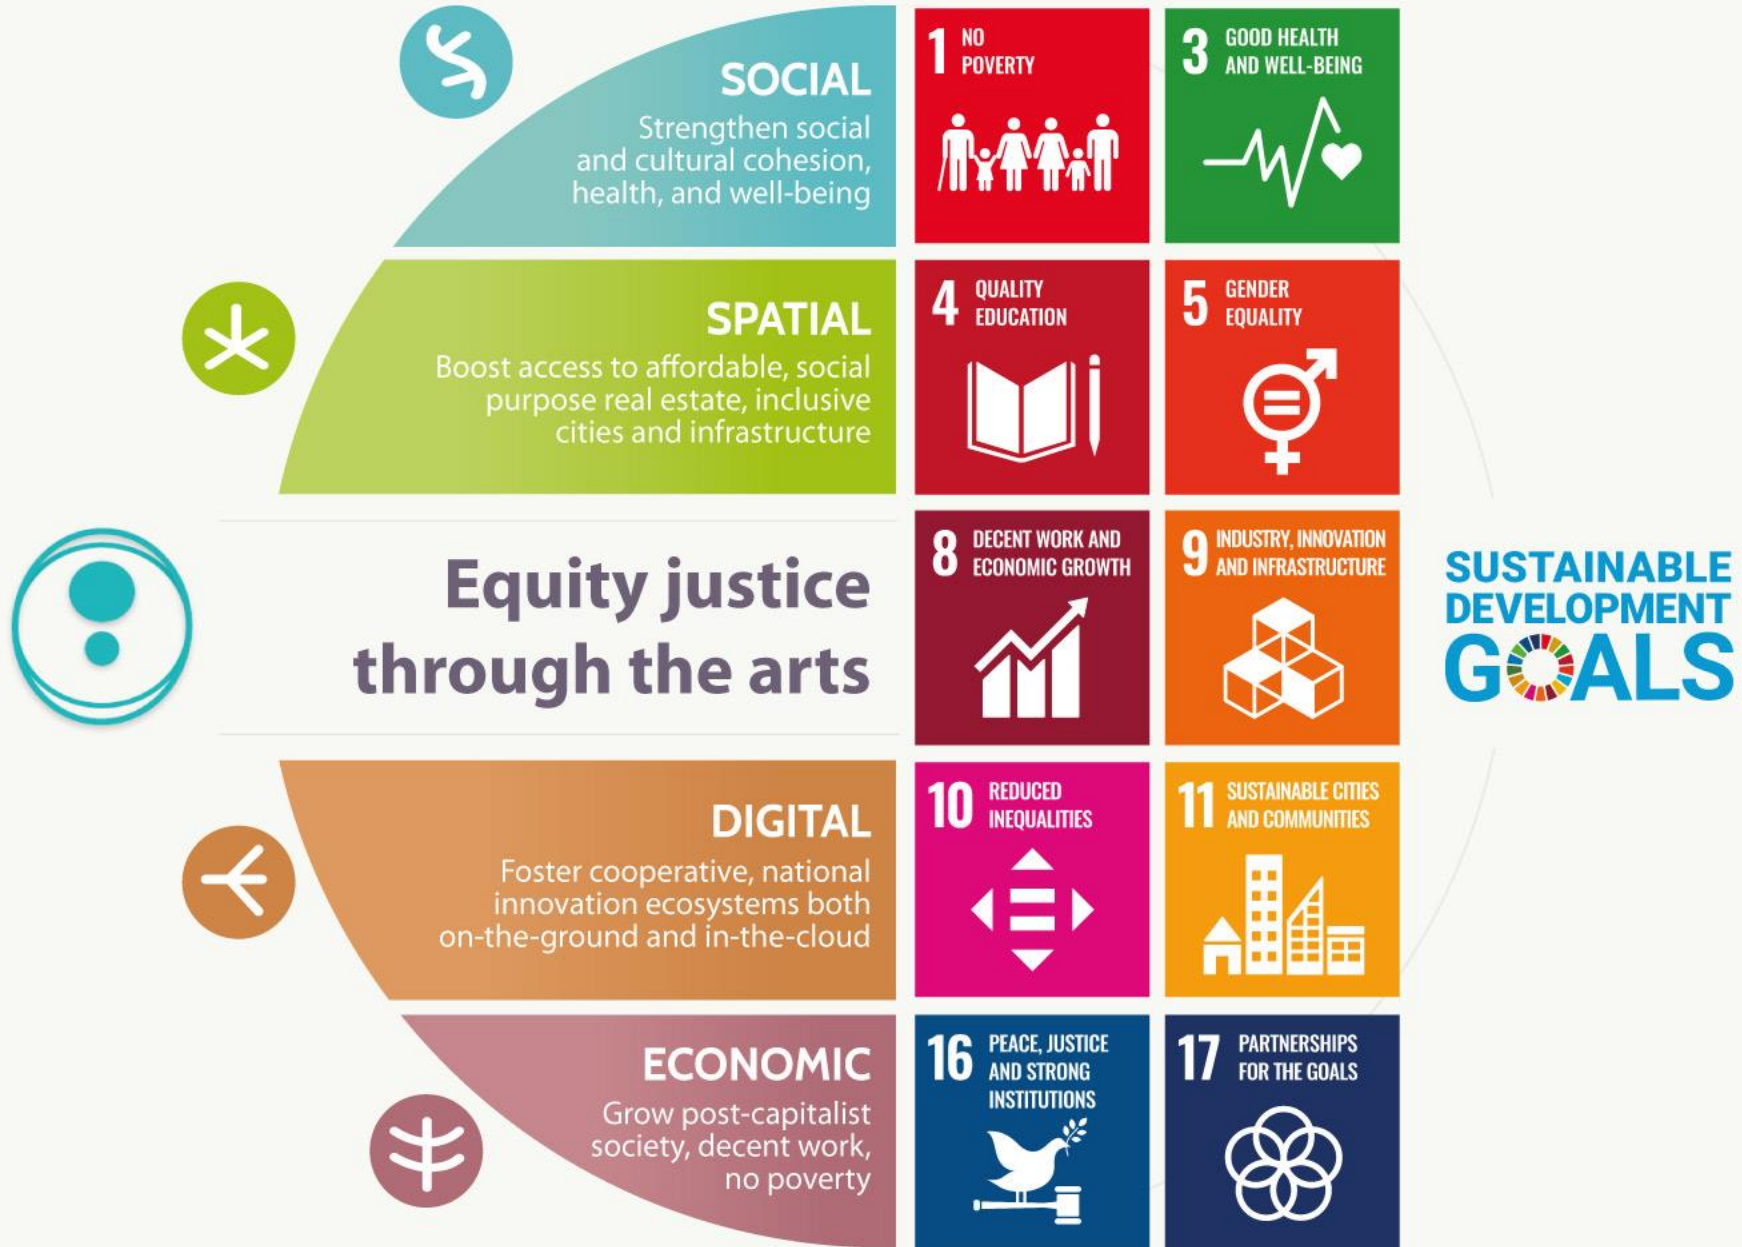 SOCIAL
Strengthen social
and cultural cohesion,
health, and well-being
1 NO
POVERTY
3 GOOD HEALTH
AND WELL-BEING
SPATIAL
Boost access to affordable, social
purpose real estate, inclusive
cities and infrastructure
4 QUALITY
EDUCATION
5 GENDER
EQUALITY
Equity justice
through the arts
8 DECENT WORK AND
ECONOMIC GROWTH
9 INDUSTRY, INNOVATION
AND INFRASTRUCTURE
SUSTAINABLE
DEVELOPMENT
GOALS
DIGITAL
Foster cooperative, national
innovation ecosystems both
on-the-ground and in-the-cloud
10 REDUCED
INEQUALITIES
11 SUSTAINABLE CITIES
AND COMMUNITIES
ECONOMIC
Grow post-capitalist
society, decent work,
no poverty
16 PEACE, JUSTICE
AND STRONG
INSTITUTIONS
17 PARTNERSHIPS
FOR THE GOALS